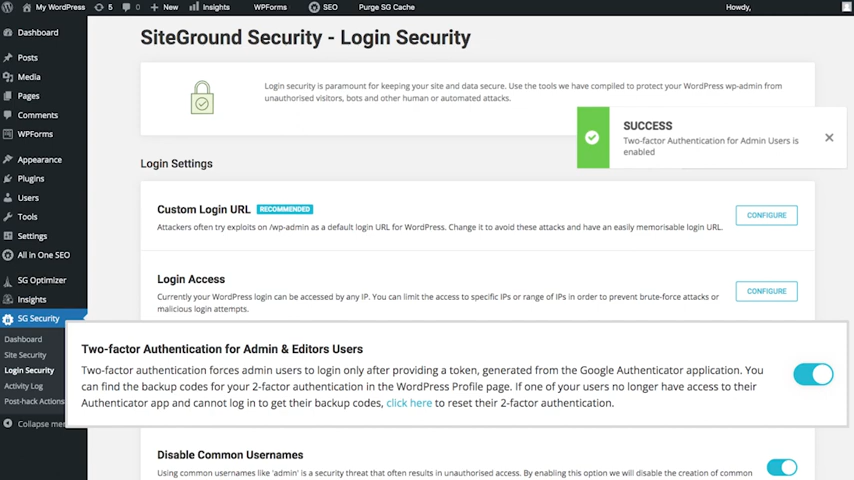 My WordPress 5 0 New Insights WPForms SEO Purge SG Cache Howdy,
Dashboard
Posts
Media
Pages
Comments
WPForms
Appearance
Plugins
Users
Tools
Settings
All In One SEO
SG Optimizer
Insights
SG Security
Dashboard
Site Security
Login Security
Activity Log
Post-hack Actions
Collapse me
SiteGround Security - Login Security
Login security is paramount for keeping your site and data secure. Use the tools we have compiled to protect your WordPress wp-admin from
unauthorised visitors, bots and other human or automated attacks.
SUCCESS
Two-factor Authentication for Admin Users is
enabled
Login Settings
Custom Login URL RECOMMENDED
Attackers often try exploits on /wp-admin as a default login URL for WordPress. Change it to avoid these attacks and have an easily memorisable login URL.
CONFIGURE
Login Access
Currently your WordPress login can be accessed by any IP. You can limit the access to specific IPs or range of IPs in order to prevent brute-force attacks or
malicious login attempts.
CONFIGURE
Two-factor Authentication for Admin & Editors Users
Two-factor authentication forces admin users to login only after providing a token, generated from the Google Authenticator application. You
can find the backup codes for your 2-factor authentication in the WordPress Profile page. If one of your users no longer have access to their
Authenticator app and cannot log in to get their backup codes, click here to reset their 2-factor authentication.
Disable Common Usernames
Using common usernames like 'admin' is a security threat that often results in unauthorised access. By enabling this option we will disable the creation of common